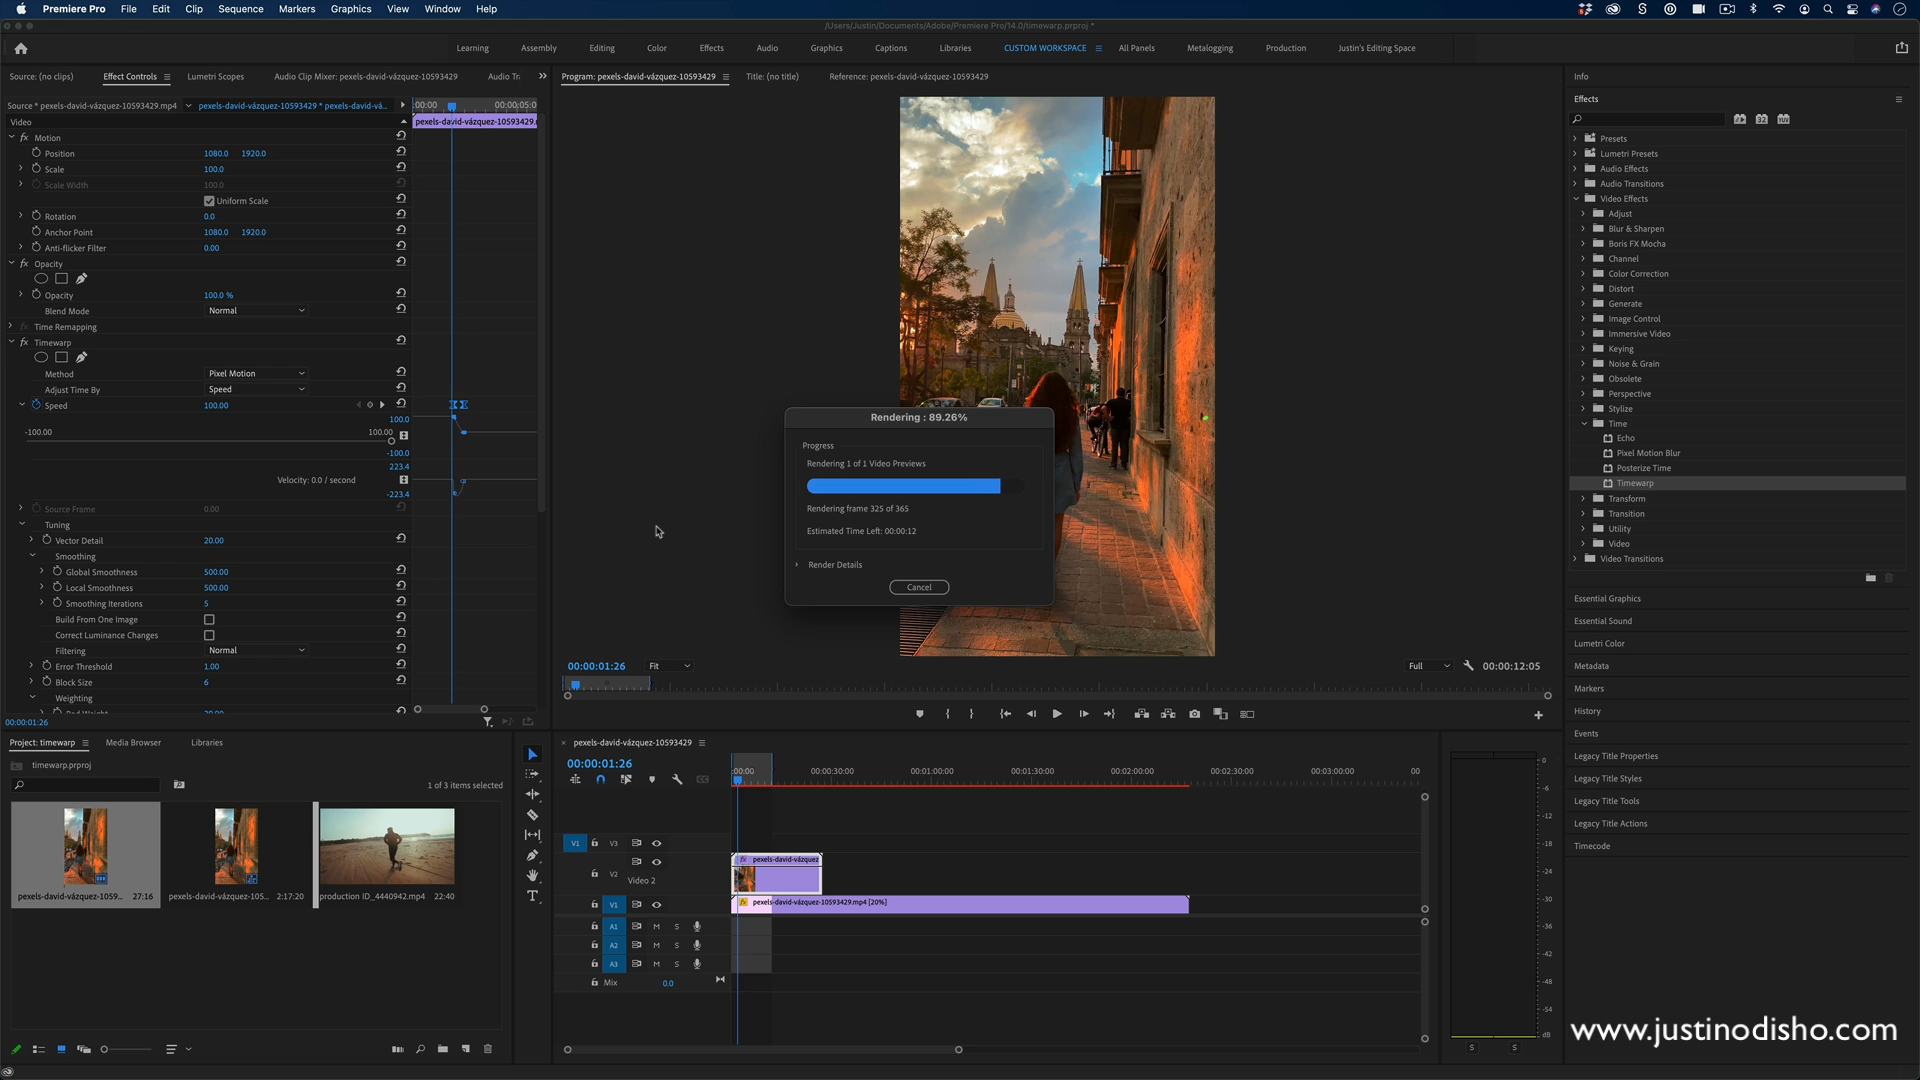 Premiere Pro File Edit Clip Sequence Markers Graphics View Window Help
/Users/Justin/Documents/Adobe/Premiere Pro/14.0/timewarp.prproj *
Learning Assembly Editing Color Effects Audio Graphics Captions Libraries CUSTOM WORKSPACE All Panels Metalogging Production Justin's Editing Space
Source: (no clips) Effect Controls Lumetri Scopes Audio Clip Mixer: pexels-david-vázquez-10593429 Audio Tr
Source * pexels-david-vázquez-10593429.mp4 pexels-david-vázquez-10593429 * pexels-david-vá...
:00:00 00:00:05:0
Video
pexels-david-vázquez-10593429.
fx Motion
Position 1080.0 1920.0
Scale 100.0
Scale Width 100.0
Uniform Scale
Rotation 0.0
Anchor Point 1080.0 1920.0
Anti-flicker Filter 0.00
fx Opacity
Opacity 100.0 %
Blend Mode Normal
fx Time Remapping
fx Timewarp
Method Pixel Motion
Adjust Time By Speed
Speed 100.00
100.0
-100.00 100.00
-100.0
223.4
Velocity: 0.0 / second
-223.4
Source Frame 0.00
Tuning
Vector Detail 20.00
Smoothing
Global Smoothness 500.00
Local Smoothness 500.00
Smoothing Iterations 5
Build From One Image
Correct Luminance Changes
Filtering Normal
Error Threshold 1.00
Block Size 6
Weighting
00:00:01:26
Program: pexels-david-vázquez-10593429 Title: (no title) Reference: pexels-david-vázquez-10593429
Rendering : 89.26%
Progress
Rendering 1 of 1 Video Previews
Rendering frame 325 of 365
Estimated Time Left: 00:00:12
Render Details
Cancel
00:00:01:26 Fit Full 00:00:12:05
Info
Effects
Presets
Lumetri Presets
Audio Effects
Audio Transitions
Video Effects
Adjust
Blur & Sharpen
Boris FX Mocha
Channel
Color Correction
Distort
Generate
Image Control
Immersive Video
Keying
Noise & Grain
Obsolete
Perspective
Stylize
Time
Echo
Pixel Motion Blur
Posterize Time
Timewarp
Transform
Transition
Utility
Video
Video Transitions
Essential Graphics
Essential Sound
Lumetri Color
Metadata
Markers
History
Events
Legacy Title Properties
Legacy Title Styles
Legacy Title Tools
Legacy Title Actions
Timecode
Project: timewarp Media Browser Libraries
timewarp.prproj
1 of 3 items selected
pexels-david-vázquez-1059... 27:16 pexels-david-vázquez-105... 2:17:20 production ID_4440942.mp4 22:40
× pexels-david-vázquez-10593429
00:00:01:26
:00:00 00:00:30:00 00:01:00:00 00:01:30:00 00:02:00:00 00:02:30:00 00:03:00:00 00
V1 V3
V2 Video 2 fx pexels-david-vázquez
V1 fx pexels-david-vázquez-10593429.mp4 [20%]
A1 M S
A2 M S
A3 M S
Mix 0.0
0
-6
-12
-18
-24
-30
-36
-42
-48
-54
dB
S S
www.justinodisho.com